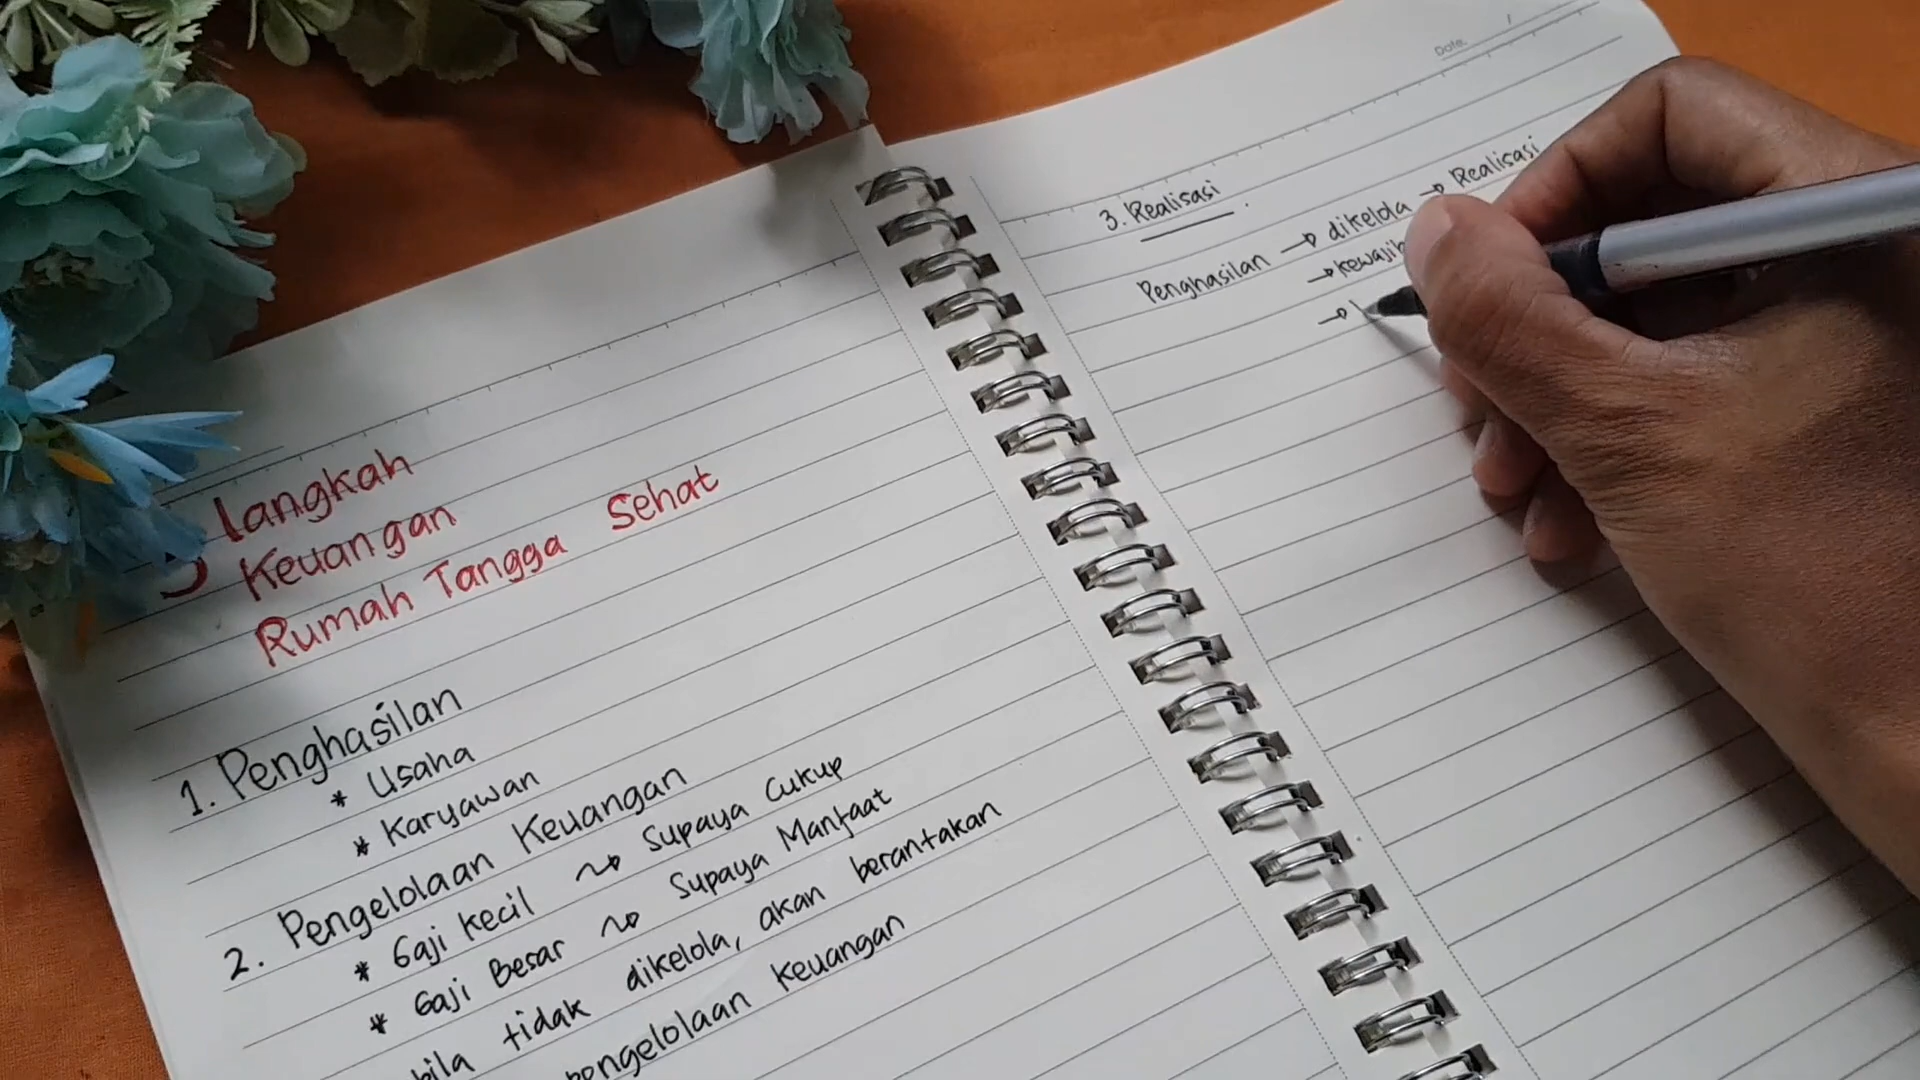 langkah
Keuangan
Rumah Tangga Sehat
1. Penghasilan
* Usaha
* Karyawan
2. Pengelolaan Keuangan
* Gaji kecil ~> Supaya Cukup
* Gaji Besar ~> Supaya Manfaat
tidak dikelola, akan berantakan
pengelolaan keuangan
Date:
3. Realisasi
Penghasilan → dikelola → Realisasi
→
→